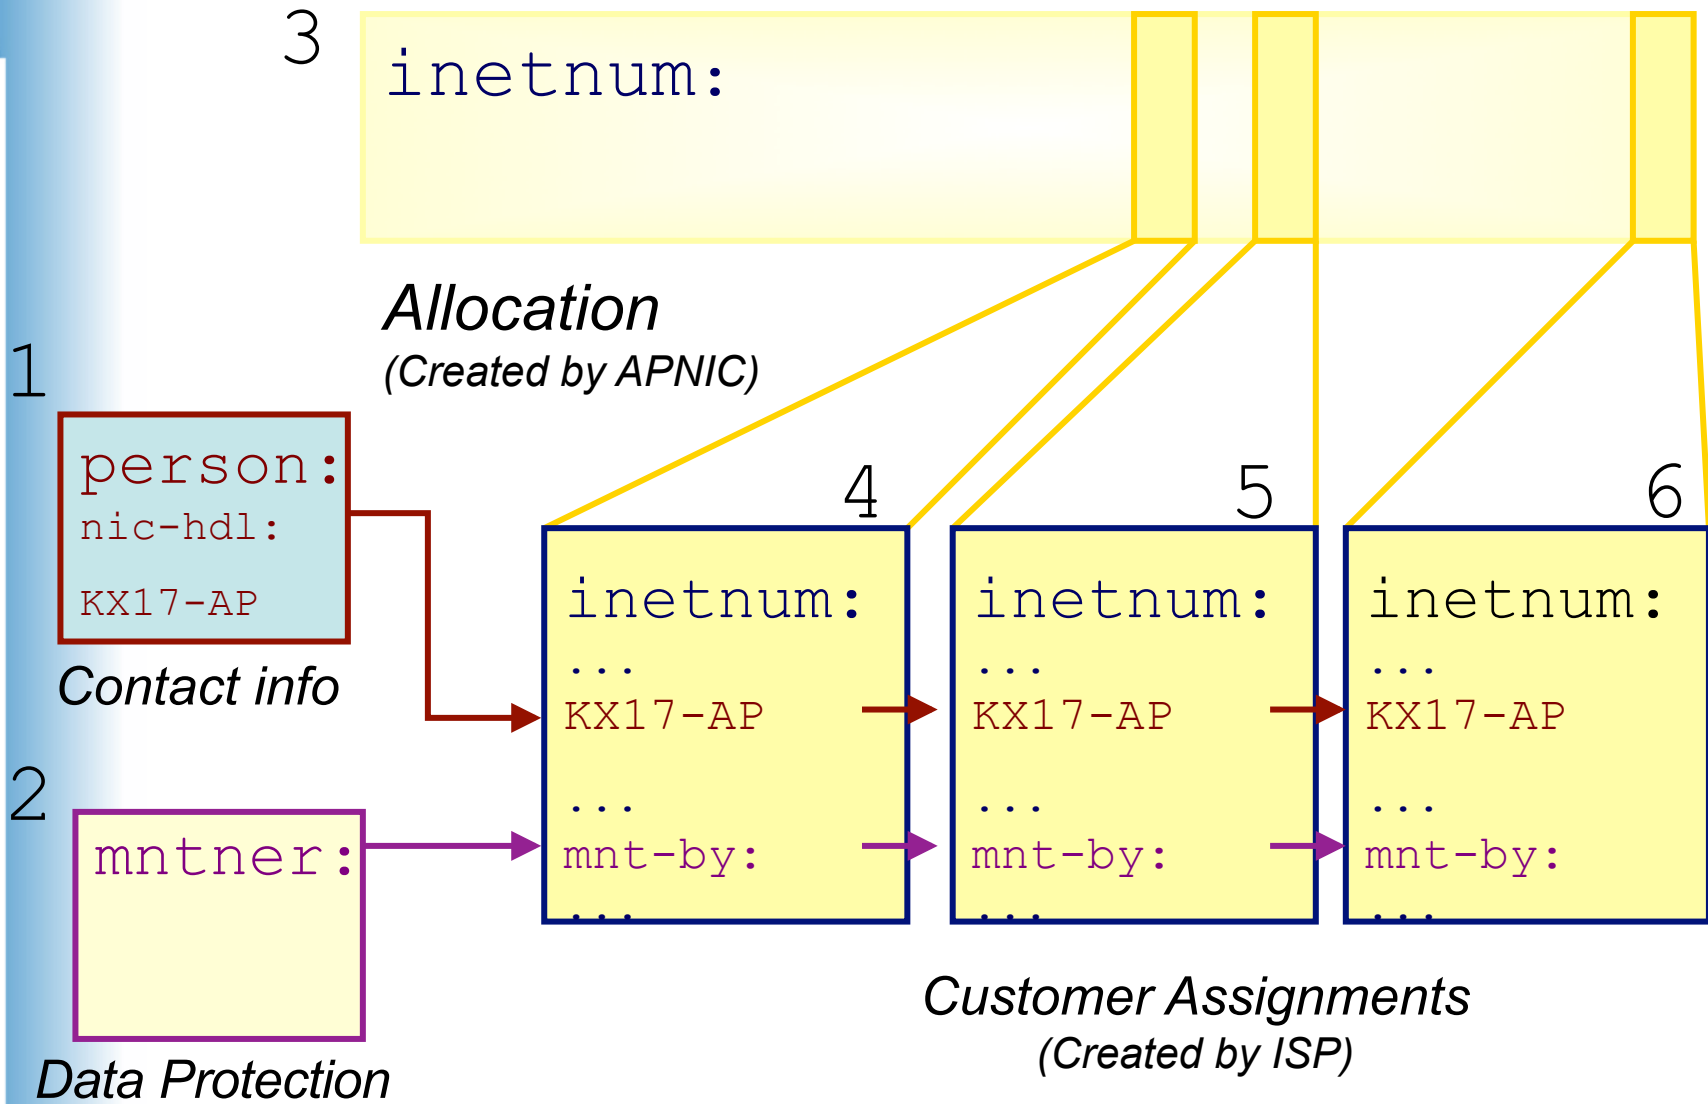 3
inetnum:
Allocation
(Created by APNIC)
1
person:
nic-hdl:
KX17-AP
Contact info
2
mntner:
Data Protection
4
inetnum:
...
KX17-AP
...
mnt-by:
...
5
inetnum:
...
KX17-AP
...
mnt-by:
...
6
inetnum:
...
KX17-AP
...
mnt-by:
...
Customer Assignments
(Created by ISP)